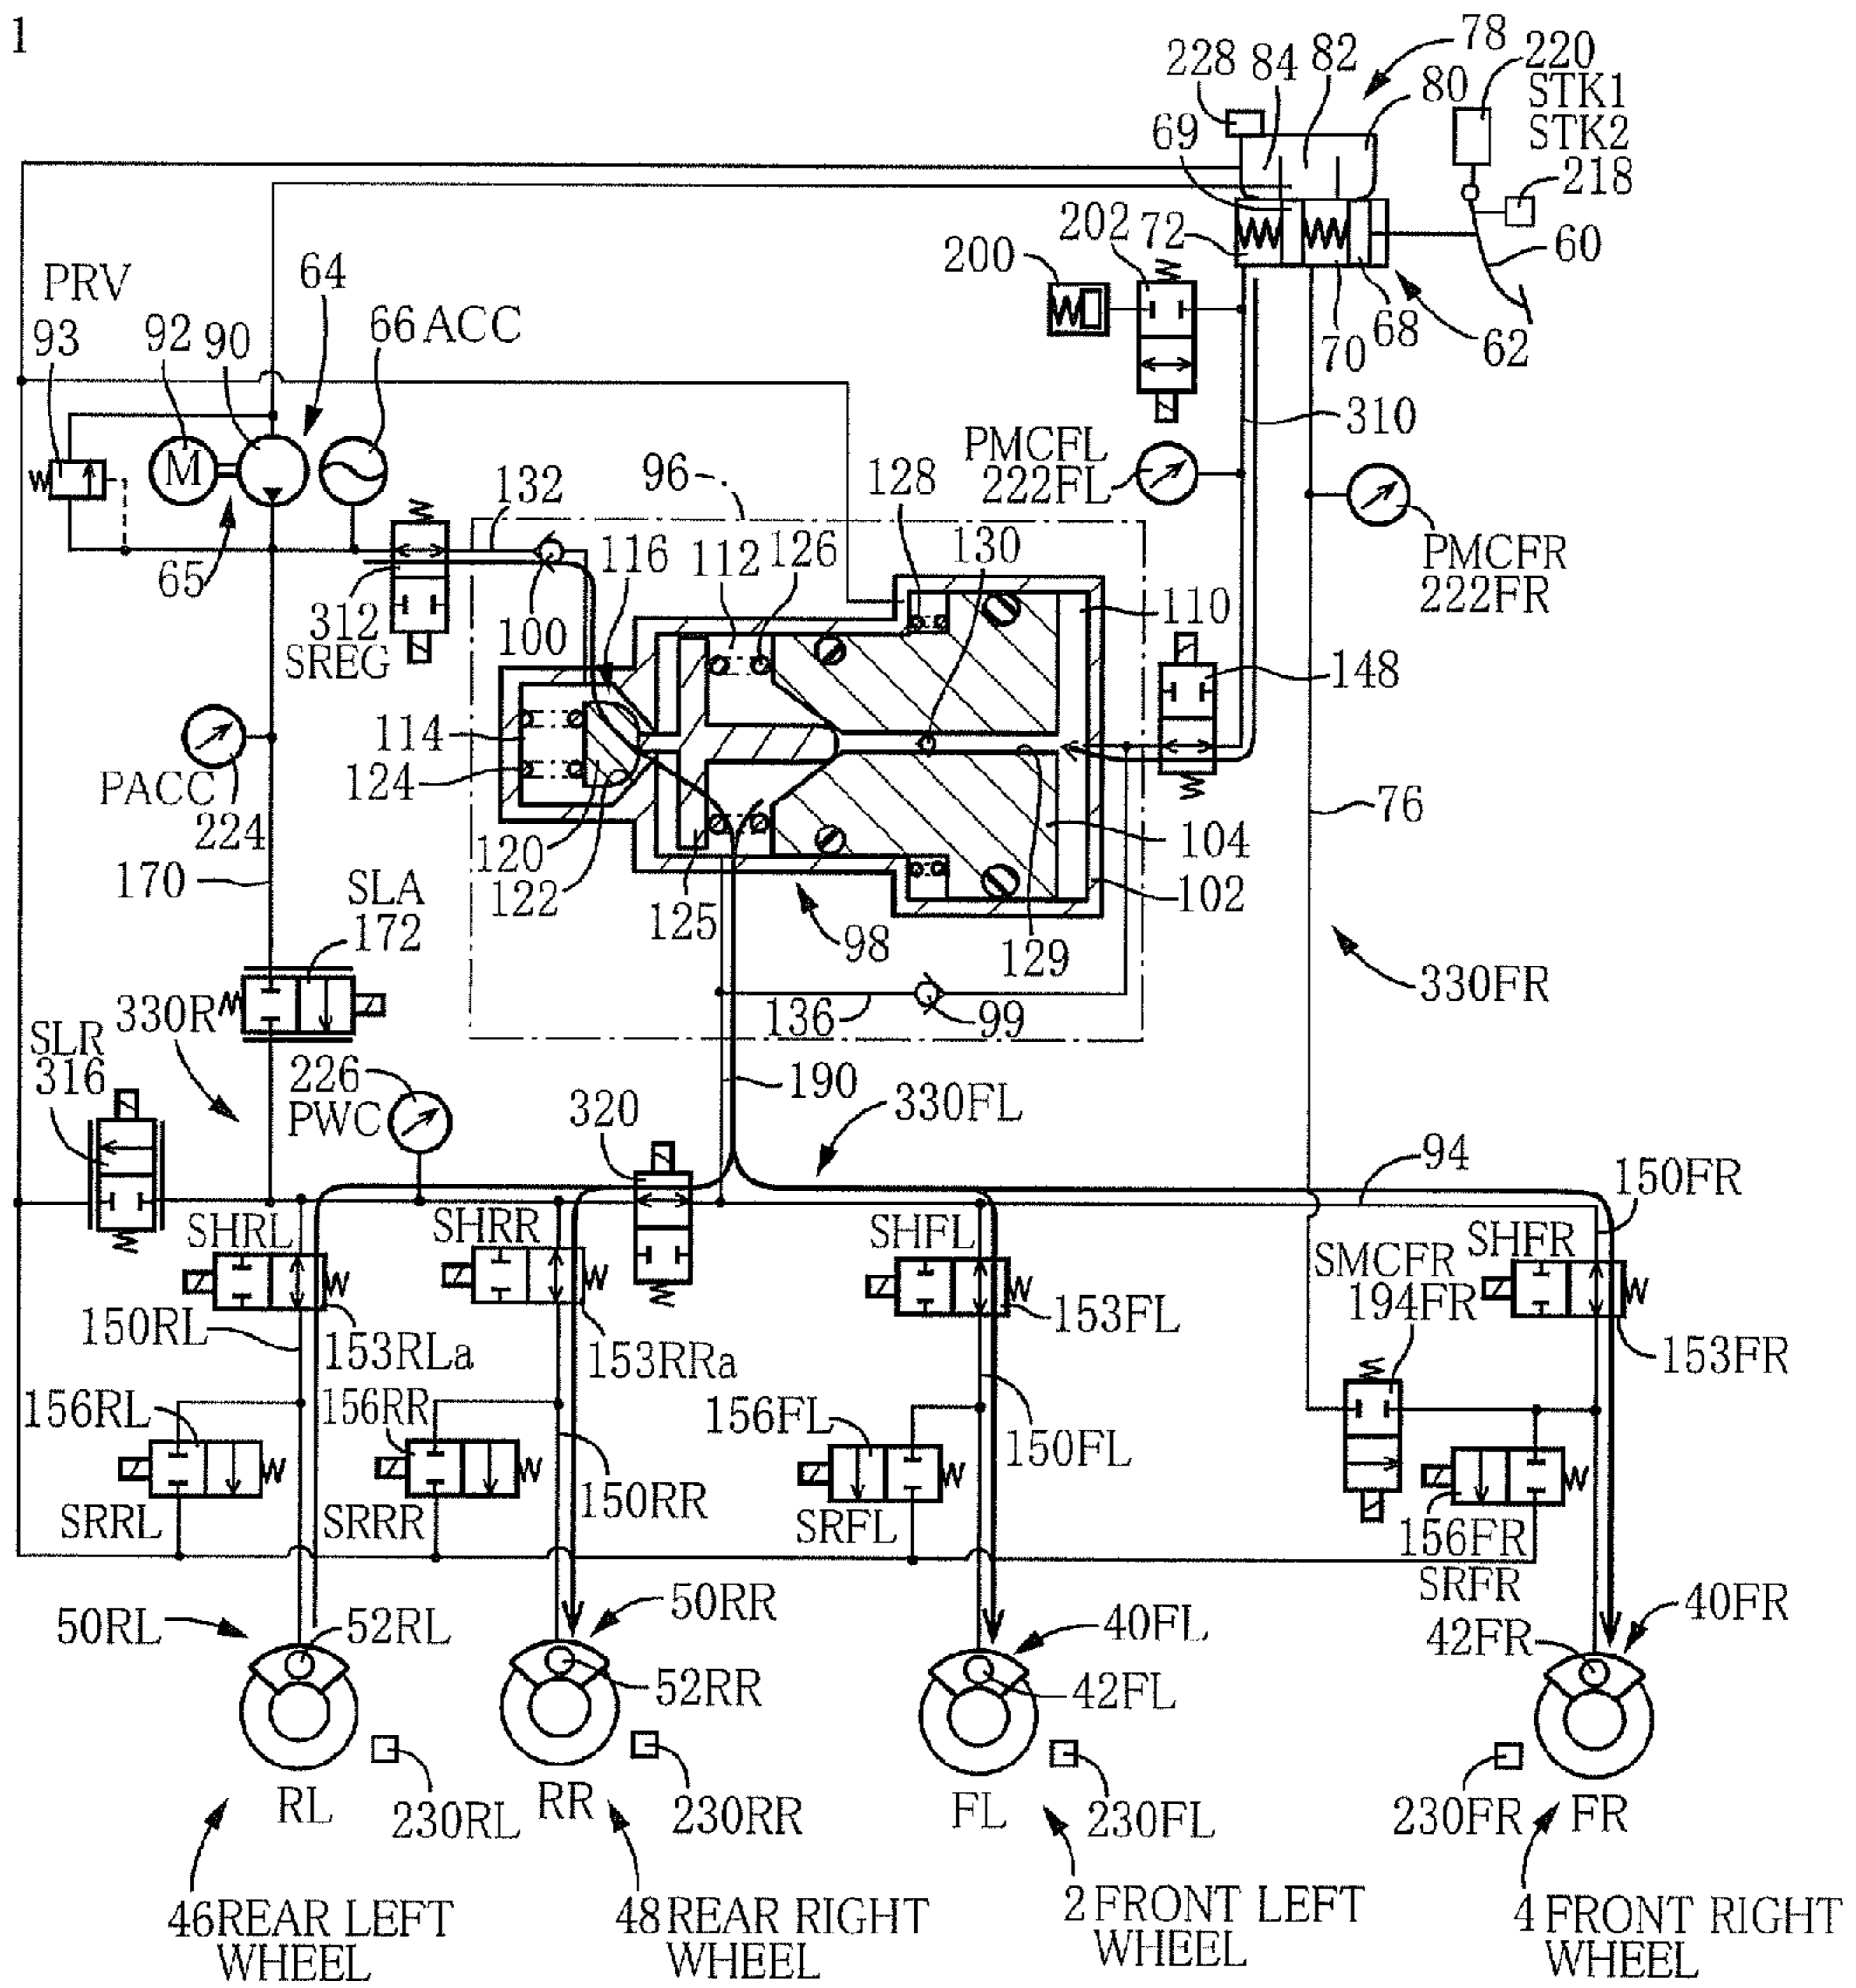 1
228
84
82
78
80
220
STK1
STK2
69
218
202
72
60
200
PRV
64
66 ACC
93
92
90
70
68
62
310
PMCFL
222FL
96
128
132
116
112
126
130
PMCFR
222FR
65
110
312
SREG
100
148
114
124
PACC
224
76
120
122
104
170
SLA
172
125
98
129
102
330FR
330R
136
99
SLR
316
226
PWC
190
320
330FL
94
150FR
SHRL
SHRR
SHFL
SMCFR
194FR
SHFR
150RL
153RLa
153RRa
153FL
153FR
156RL
156RR
156FL
150FL
150RR
SRRL
SRRR
SRFL
156FR
SRFR
50RL
52RL
50RR
40FL
42FR
40FR
52RR
42FL
RL
230RL
RR
230RR
FL
230FL
230FR
FR
46 REAR LEFT
WHEEL
48 REAR RIGHT
WHEEL
2 FRONT LEFT
WHEEL
4 FRONT RIGHT
WHEEL
M